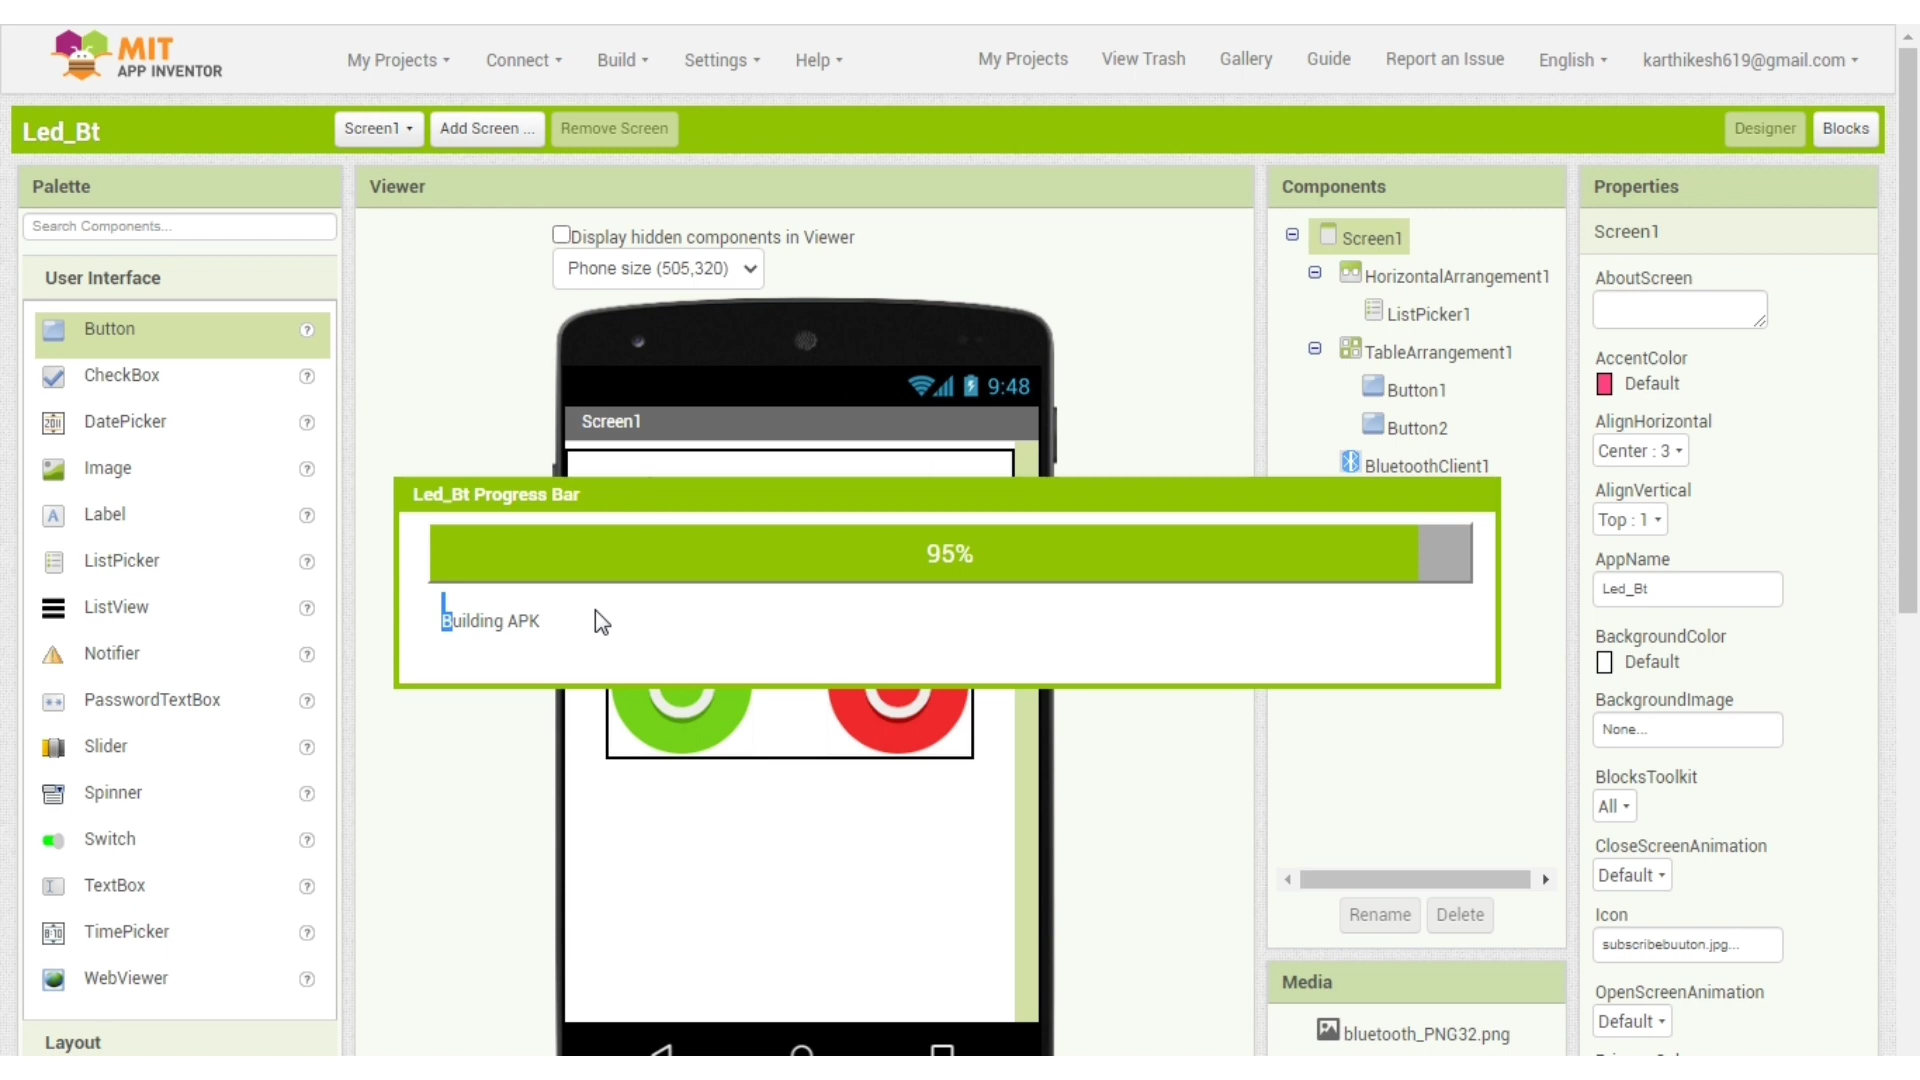 MIT
APP INVENTOR
My Projects
Connect
Build
Settings
Help
My Projects
View Trash
Gallery
Guide
Report an Issue
English
karthikesh619@gmail.com
Led_Bt
Screen1
Add Screen ...
Remove Screen
Designer
Blocks
Palette
Search Components...
User Interface
Button
CheckBox
DatePicker
Image
Label
ListPicker
ListView
Notifier
PasswordTextBox
Slider
Spinner
Switch
TextBox
TimePicker
WebViewer
Layout
Viewer
Display hidden components in Viewer
Phone size (505,320)
9:48
Screen1
Led_Bt Progress Bar
95%
Building APK
Components
Screen1
HorizontalArrangement1
ListPicker1
TableArrangement1
Button1
Button2
BluetoothClient1
Rename
Delete
Media
bluetooth_PNG32.png
Properties
Screen1
AboutScreen
AccentColor
Default
AlignHorizontal
Center : 3
AlignVertical
Top : 1
AppName
Led_Bt
BackgroundColor
Default
BackgroundImage
None...
BlocksToolkit
All
CloseScreenAnimation
Default
Icon
subscribebuuton.jpg...
OpenScreenAnimation
Default